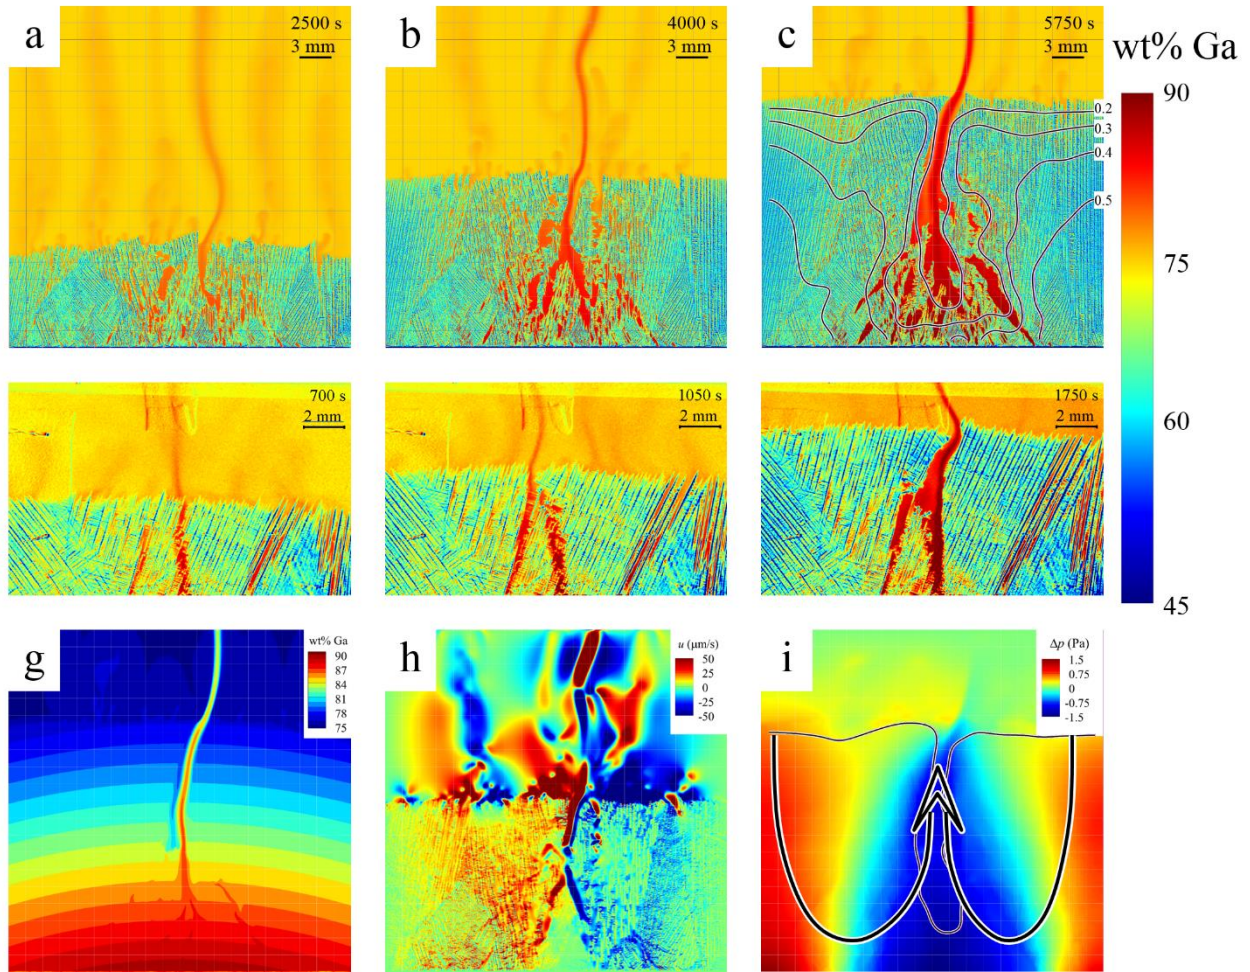 a
2500 s
3 mm
b
4000 s
3 mm
c
5750 s
3 mm
0.2
0.3
0.4
0.5
wt% Ga
90
75
60
45
700 s
2 mm
1050 s
2 mm
1750 s
2 mm
g
wt% Ga
90
87
84
81
78
75
h
u (μm/s)
50
25
0
-25
-50
i
Δp (Pa)
1.5
0.75
0
-0.75
-1.5